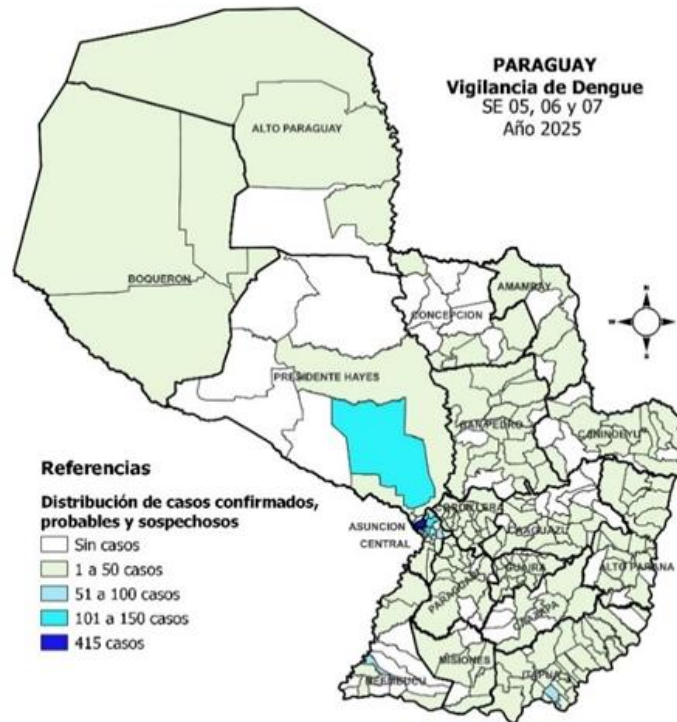 PARAGUAY
Vigilancia de Dengue
SE 05, 06 y 07
Año 2025
ALTO PARAGUAY
BOQUERON
CONCEPCION
AMAMBAY
N
W
E
S
PRESIDENTE HAYES
SAN PEDRO
CANINDEYU
Referencias
Distribución de casos confirmados,
probables y sospechosos
Sin casos
1 a 50 casos
51 a 100 casos
101 a 150 casos
415 casos
ASUNCION
CENTRAL
CORDILLERA
CAAGUAZU
GUAIRA
ALTO PARANA
PARAGUARI
CAAZAPA
MISIONES
ITAPUA
ÑEEMBUCU